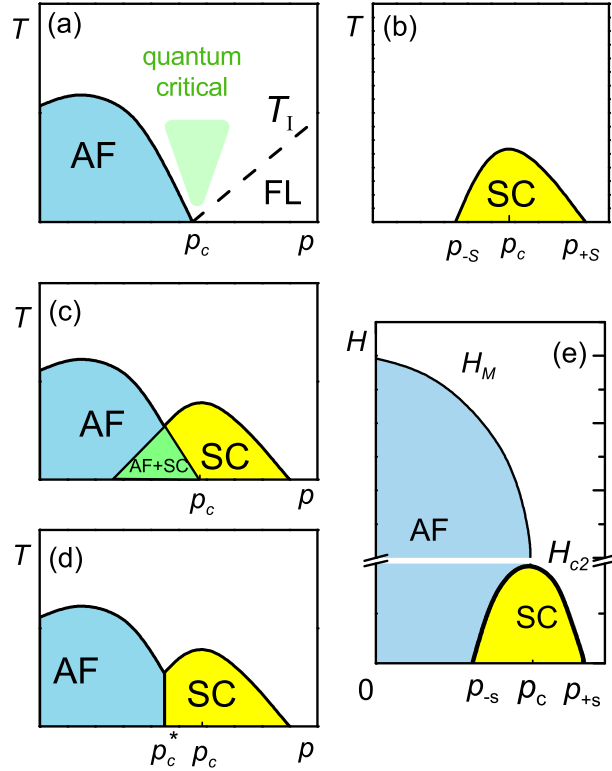 (a)
T
quantum
critical
AF
T_I
FL
p_c
p
(b)
T
SC
p_-S
p_c
p_+S
(c)
T
AF
AF+SC
SC
p_c
p
(d)
T
AF
SC
p_c^*
p_c
p
(e)
H
H_M
AF
H_c2
SC
0
p_-s
p_c
p_+s